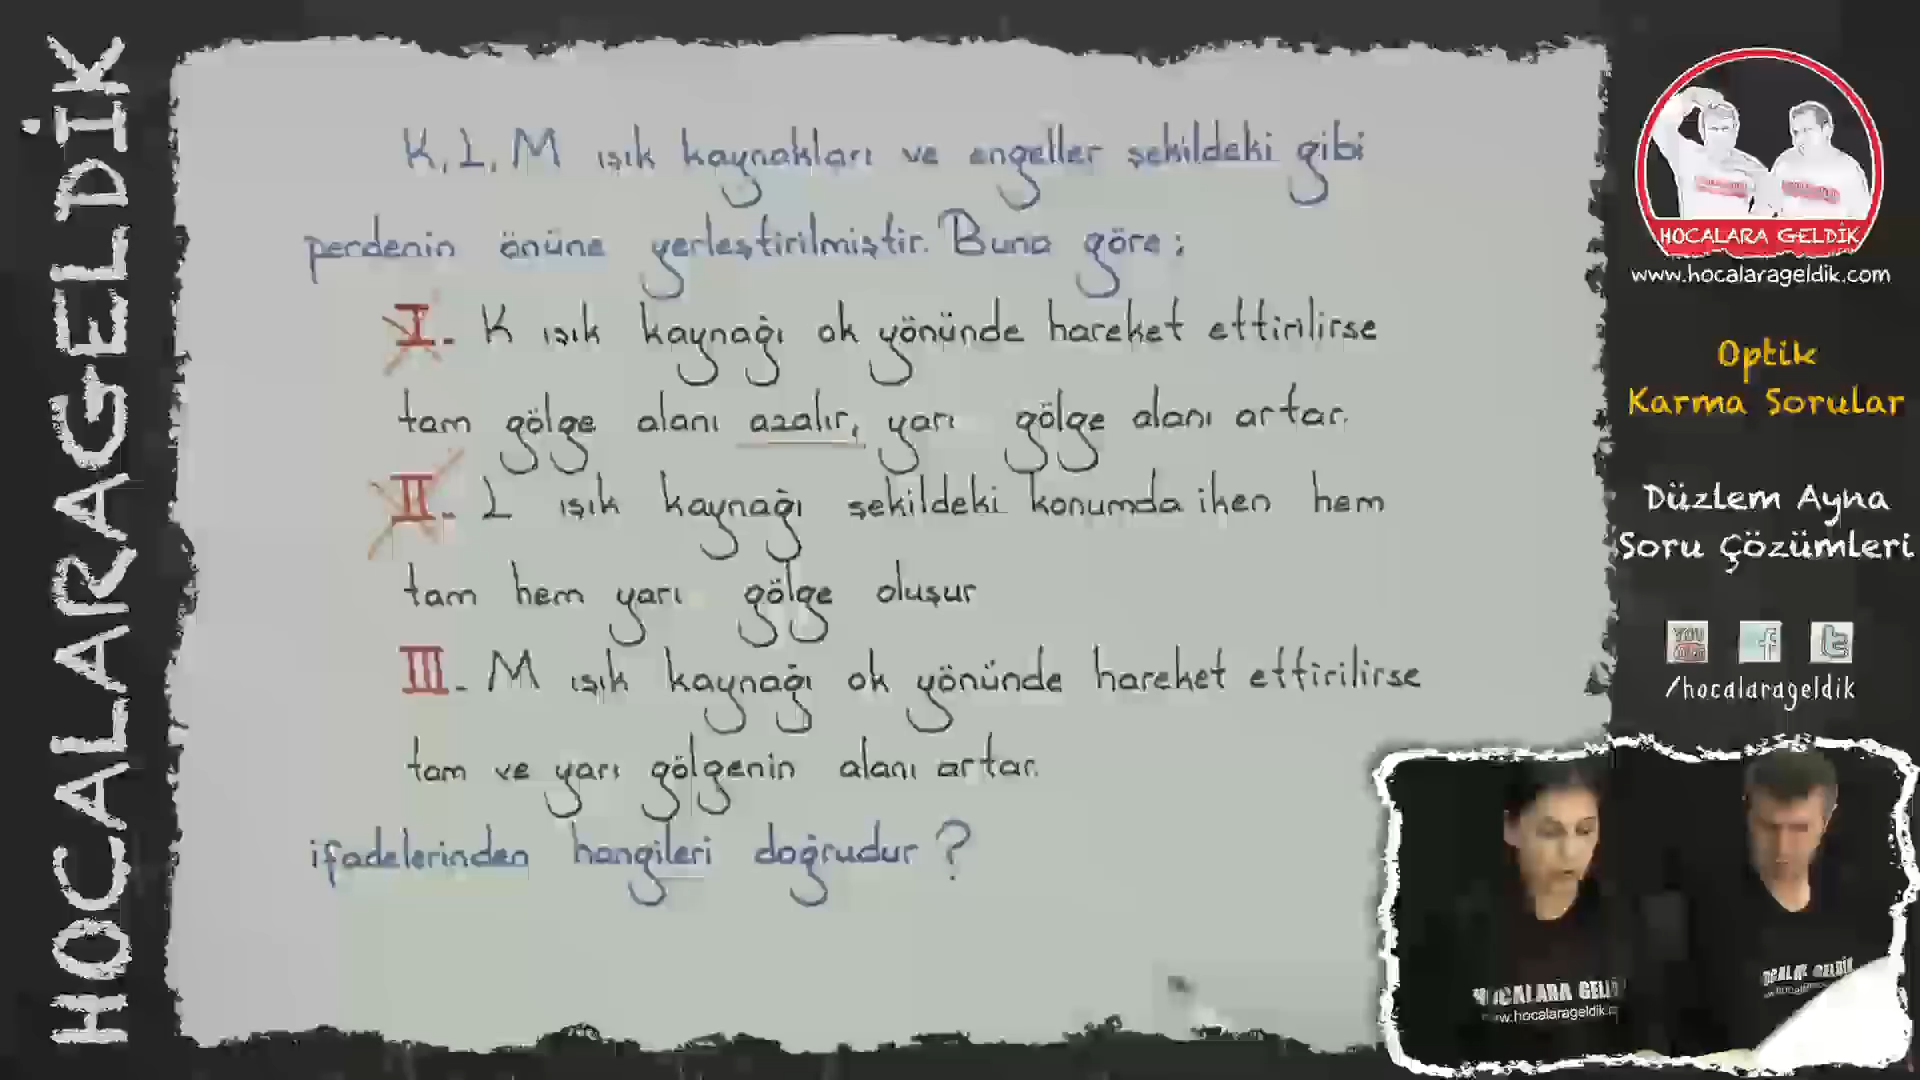 HOCALARAGELDİK
K, L, M ışık kaynakları ve engeller şekildeki gibi
perdenin önüne yerleştirilmiştir. Buna göre;
I. K ışık kaynağı ok yönünde hareket ettirilirse
tam gölge alanı azalır, yarı gölge alanı artar.
II. L ışık kaynağı şekildeki konumda iken hem
tam hem yarı gölge oluşur
III. M ışık kaynağı ok yönünde hareket ettirilirse
tam ve yarı gölgenin alanı artar.
ifadelerinden hangileri doğrudur?
HOCALARA GELDİK
www.hocalarageldik.com
Optik
Karma Sorular
Düzlem Ayna
Soru Çözümleri
/hocalarageldik
HOCALARA GELDİ
www.hocalarageldik.c